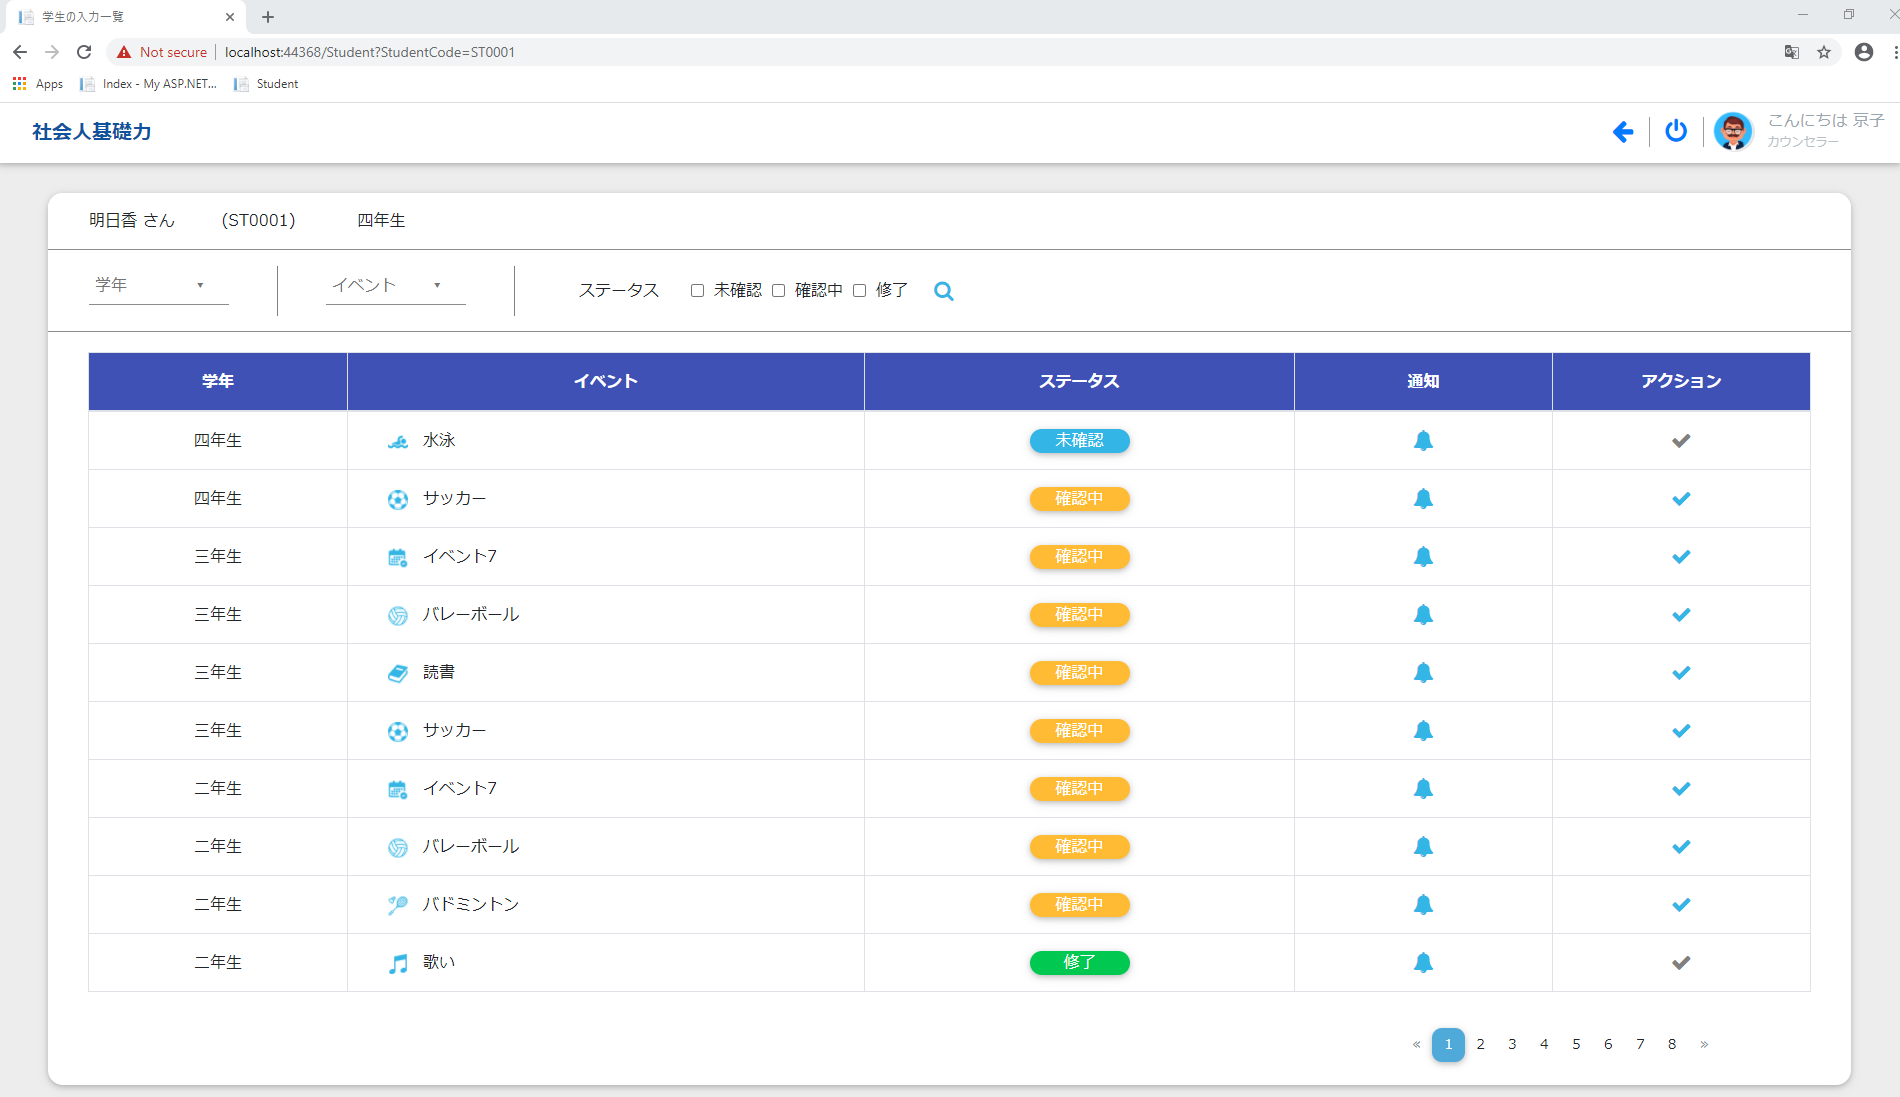 学生の入力一覧
Not secure localhost:44368/Student?StudentCode=ST0001
Apps Index - My ASP.NET... Student
社会人基礎力
こんにちは 京子
カウンセラー
明日香 さん (ST0001) 四年生
学年 イベント ステータス 未確認 確認中 修了
学年 イベント ステータス 通知 アクション
四年生 水泳 未確認
四年生 サッカー 確認中
三年生 イベント7 確認中
三年生 バレーボール 確認中
三年生 読書 確認中
三年生 サッカー 確認中
二年生 イベント7 確認中
二年生 バレーボール 確認中
二年生 バドミントン 確認中
二年生 歌い 修了
« 1 2 3 4 5 6 7 8 »